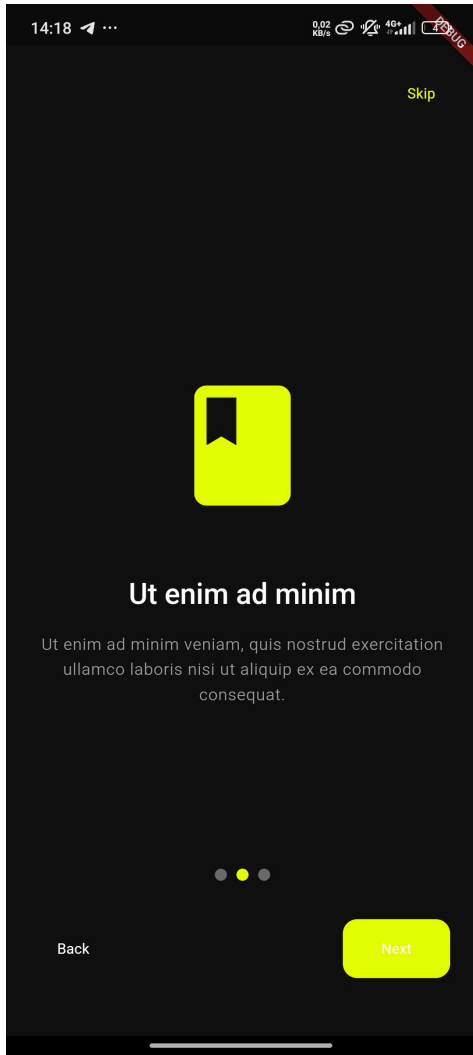 14:18
0,02
KB/s
4G+
DEBUG
Skip
Ut enim ad minim
Ut enim ad minim veniam, quis nostrud exercitation
ullamco laboris nisi ut aliquip ex ea commodo
consequat.
Back
Next